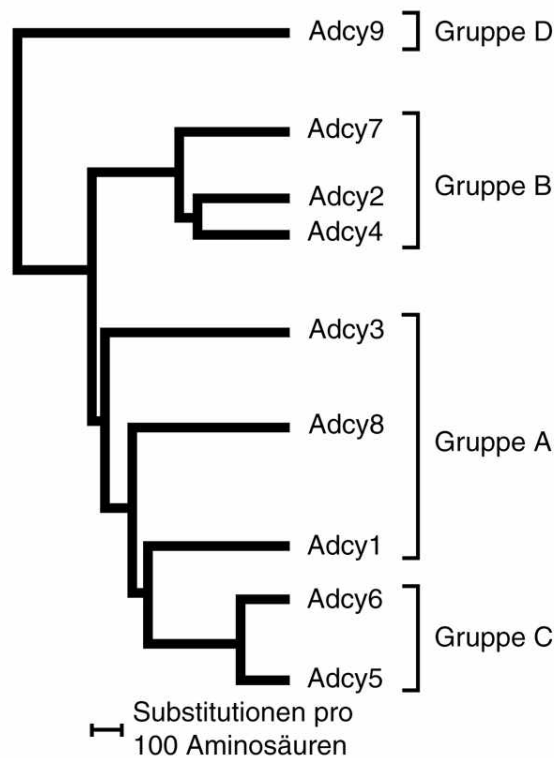 Adcy9
Gruppe D
Adcy7
Adcy2
Gruppe B
Adcy4
Adcy3
Adcy8
Gruppe A
Adcy1
Adcy6
Gruppe C
Adcy5
Substitutionen pro
100 Aminosäuren